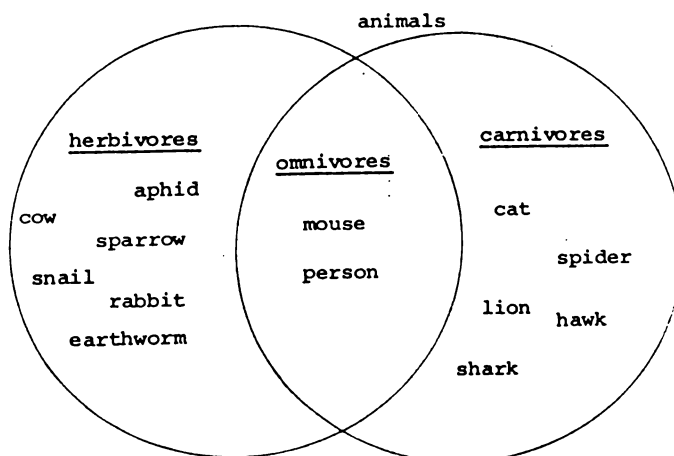 animals
herbivores
aphid
cow
sparrow
snail
rabbit
earthworm
omnivores
mouse
person
carnivores
cat
spider
lion
hawk
shark